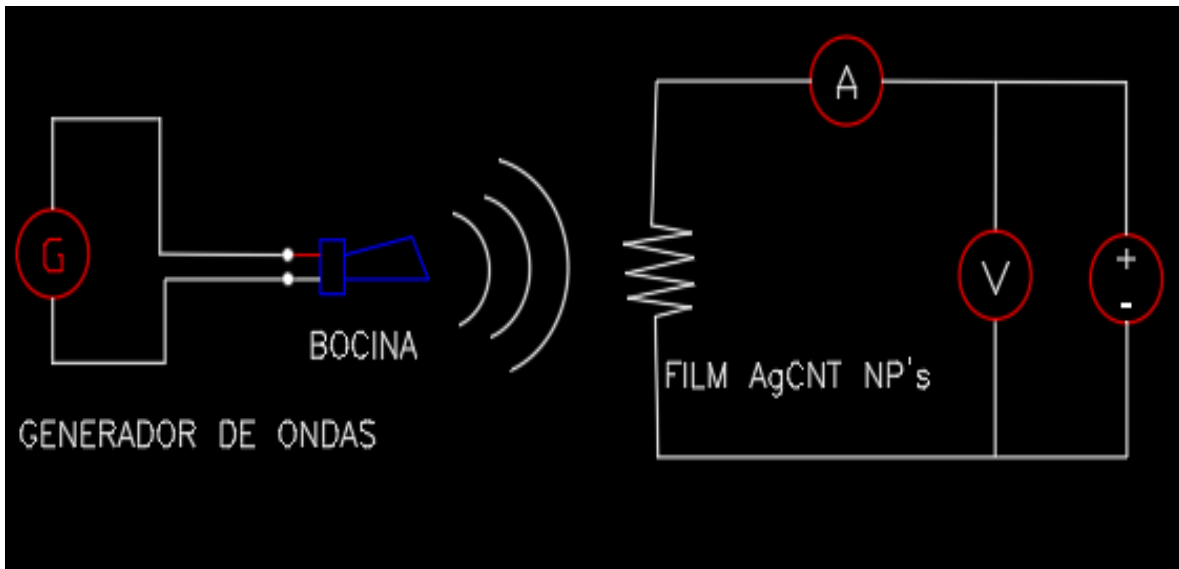 G
BOCINA
GENERADOR DE ONDAS
A
V
+
-
FILM AgCNT NP's